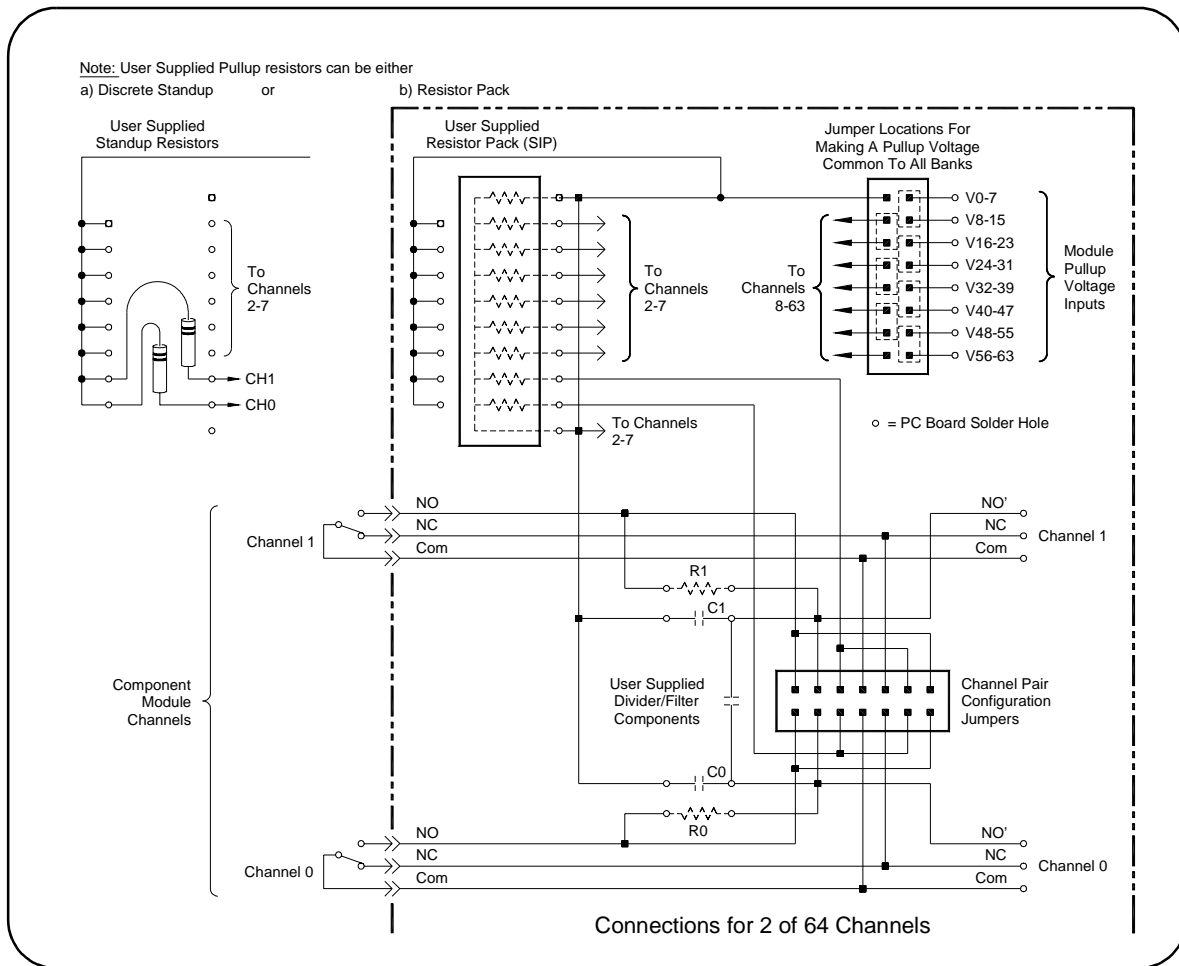 Note: User Supplied Pullup resistors can be either
a) Discrete Standup or b) Resistor Pack
User Supplied
Standup Resistors
User Supplied
Resistor Pack (SIP)
Jumper Locations For
Making A Pullup Voltage
Common To All Banks
To
Channels
2-7
CH1
CH0
To
Channels
2-7
To Channels
2-7
To
Channels
8-63
V0-7
V8-15
V16-23
V24-31
V32-39
V40-47
V48-55
V56-63
Module
Pullup
Voltage
Inputs
= PC Board Solder Hole
Component
Module
Channels
Channel 1
NO
NC
Com
NO'
NC
Com
Channel 1
R1
C1
User Supplied
Divider/Filter
Components
Channel Pair
Configuration
Jumpers
C0
R0
Channel 0
NO
NC
Com
NO'
NC
Com
Channel 0
Connections for 2 of 64 Channels